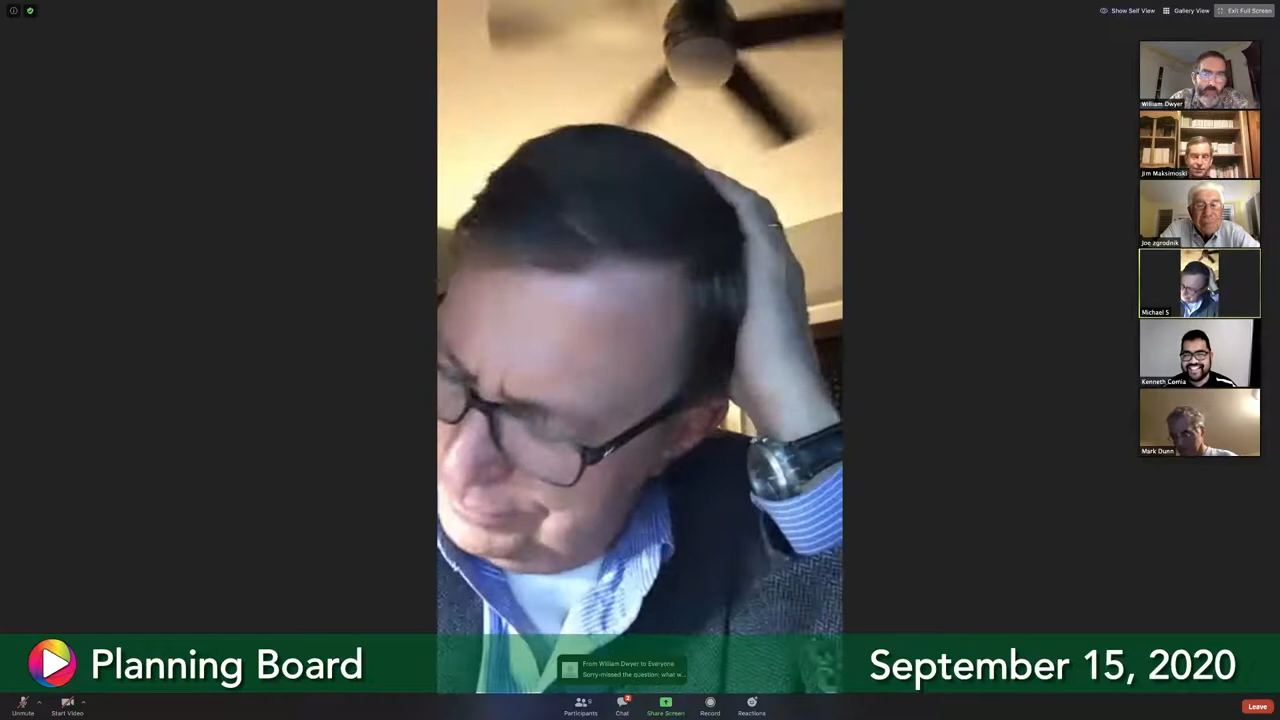 Show Self View
Gallery View
Exit Full Screen
William Dwyer
Jim Maksimoski
Joe zgrodnik
Michael S
Kenneth Comia
Mark Dunn
From William Dwyer to Everyone
Sorry-missed the question; what w...
Planning Board
September 15, 2020
Unmute
Start Video
Participants
9
Chat
2
Share Screen
Record
Reactions
Leave